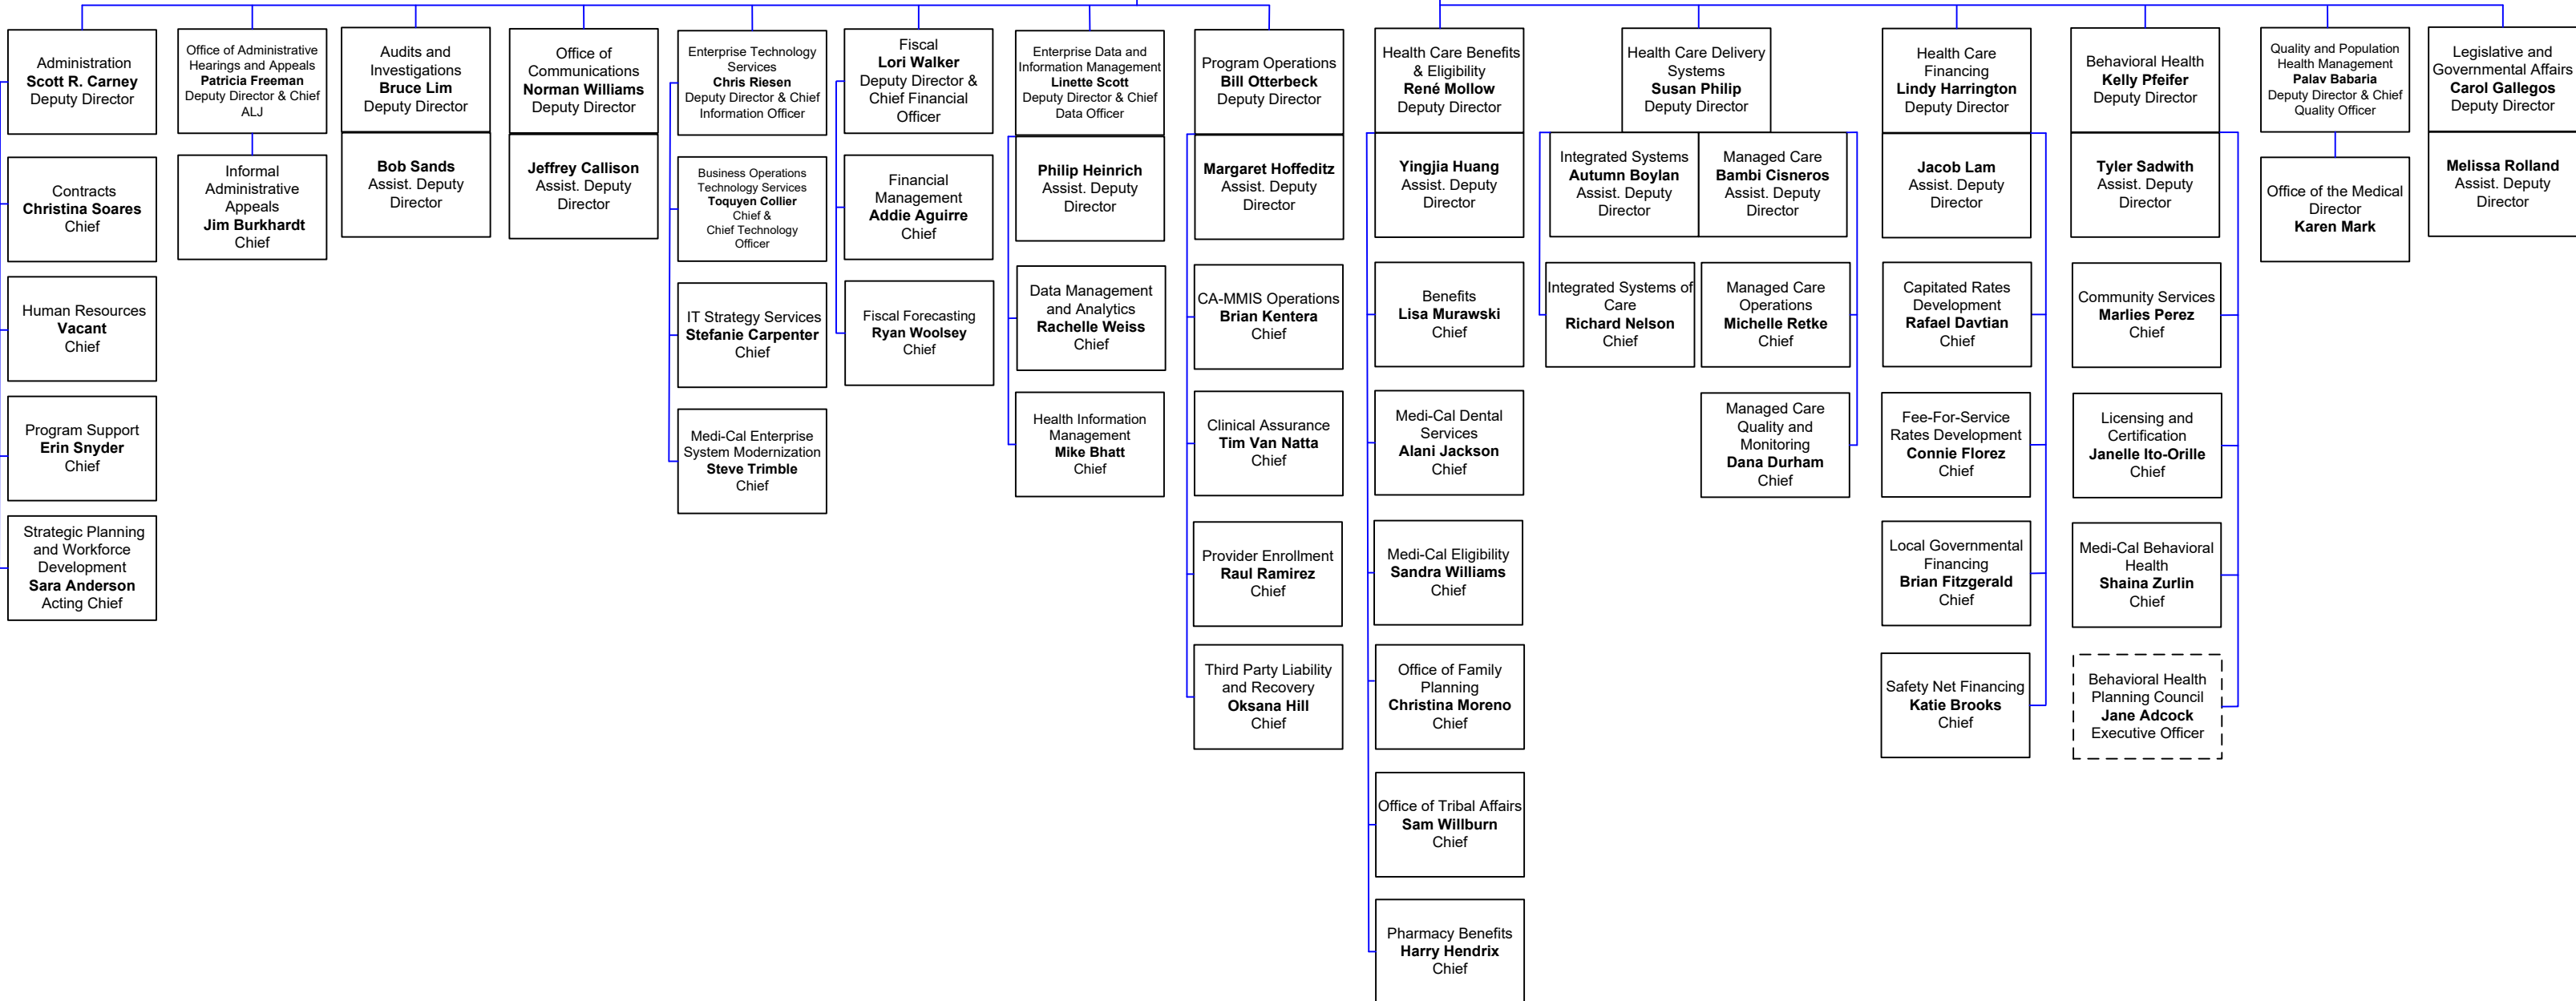 Administration
Scott R. Carney
Deputy Director
Contracts
Christina Soares
Chief
Human Resources
Vacant
Chief
Program Support
Erin Snyder
Chief
Strategic Planning
and Workforce
Development
Sara Anderson
Acting Chief
Office of Administrative
Hearings and Appeals
Patricia Freeman
Deputy Director & Chief
ALJ
Informal
Administrative
Appeals
Jim Burkhardt
Chief
Audits and
Investigations
Bruce Lim
Deputy Director
Bob Sands
Assist. Deputy
Director
Office of
Communications
Norman Williams
Deputy Director
Jeffrey Callison
Assist. Deputy
Director
Enterprise Technology
Services
Chris Riesen
Deputy Director & Chief
Information Officer
Business Operations
Technology Services
Toquyen Collier
Chief &
Chief Technology
Officer
IT Strategy Services
Stefanie Carpenter
Chief
Medi-Cal Enterprise
System Modernization
Steve Trimble
Chief
Fiscal
Lori Walker
Deputy Director &
Chief Financial
Officer
Financial
Management
Addie Aguirre
Chief
Fiscal Forecasting
Ryan Woolsey
Chief
Enterprise Data and
Information Management
Linette Scott
Deputy Director & Chief
Data Officer
Philip Heinrich
Assist. Deputy
Director
Data Management
and Analytics
Rachelle Weiss
Chief
Health Information
Management
Mike Bhatt
Chief
Program Operations
Bill Otterbeck
Deputy Director
Margaret Hoffeditz
Assist. Deputy
Director
CA-MMIS Operations
Brian Kentera
Chief
Clinical Assurance
Tim Van Natta
Chief
Provider Enrollment
Raul Ramirez
Chief
Third Party Liability
and Recovery
Oksana Hill
Chief
Health Care Benefits
& Eligibility
René Mollow
Deputy Director
Yingjia Huang
Assist. Deputy
Director
Benefits
Lisa Murawski
Chief
Medi-Cal Dental
Services
Alani Jackson
Chief
Medi-Cal Eligibility
Sandra Williams
Chief
Office of Family
Planning
Christina Moreno
Chief
Office of Tribal Affairs
Sam Willburn
Chief
Pharmacy Benefits
Harry Hendrix
Chief
Health Care Delivery
Systems
Susan Philip
Deputy Director
Integrated Systems
Autumn Boylan
Assist. Deputy
Director
Integrated Systems of
Care
Richard Nelson
Chief
Managed Care
Bambi Cisneros
Assist. Deputy
Director
Managed Care
Operations
Michelle Retke
Chief
Managed Care
Quality and
Monitoring
Dana Durham
Chief
Health Care
Financing
Lindy Harrington
Deputy Director
Jacob Lam
Assist. Deputy
Director
Capitated Rates
Development
Rafael Davtian
Chief
Fee-For-Service
Rates Development
Connie Florez
Chief
Local Governmental
Financing
Brian Fitzgerald
Chief
Safety Net Financing
Katie Brooks
Chief
Behavioral Health
Kelly Pfeifer
Deputy Director
Tyler Sadwith
Assist. Deputy
Director
Community Services
Marlies Perez
Chief
Licensing and
Certification
Janelle Ito-Orille
Chief
Medi-Cal Behavioral
Health
Shaina Zurlin
Chief
Behavioral Health
Planning Council
Jane Adcock
Executive Officer
Quality and Population
Health Management
Palav Babaria
Deputy Director & Chief
Quality Officer
Office of the Medical
Director
Karen Mark
Legislative and
Governmental Affairs
Carol Gallegos
Deputy Director
Melissa Rolland
Assist. Deputy
Director